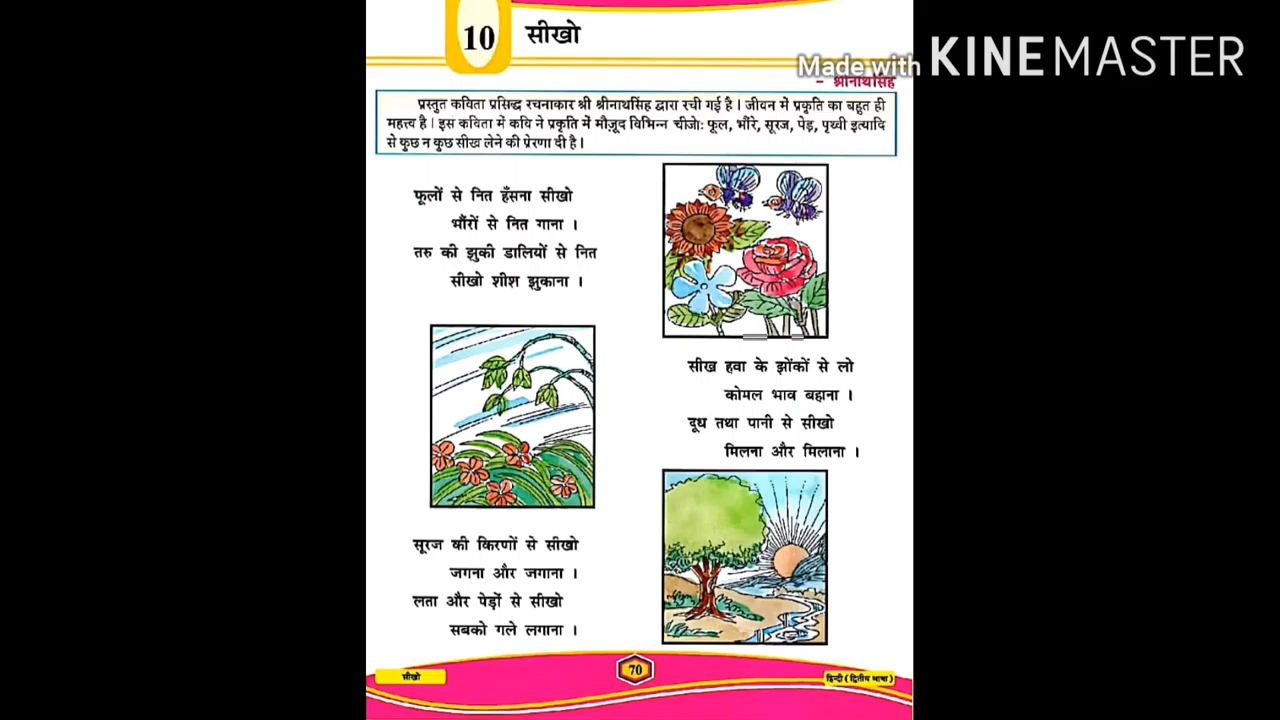 10 सीखो
Made with KINEMASTER
– श्रीनाथसिंह
प्रस्तुत कविता प्रसिद्ध रचनाकार श्री श्रीनाथसिंह द्वारा रची गई है । जीवन में प्रकृति का बहुत ही
महत्त्व है । इस कविता में कवि ने प्रकृति में मौजूद विभिन्न चीजोः फूल, भौंरे, सूरज, पेड़, पृथ्वी इत्यादि
से कुछ न कुछ सीख लेने की प्रेरणा दी है ।
फूलों से नित हँसना सीखो
भौंरों से नित गाना ।
तरु की झुकी डालियों से नित
सीखो शीश झुकाना ।
सीख हवा के झोंकों से लो
कोमल भाव बहाना ।
दूध तथा पानी से सीखो
मिलना और मिलाना ।
सूरज की किरणों से सीखो
जगना और जगाना ।
लता और पेड़ों से सीखो
सबको गले लगाना ।
सीखो
70
हिन्दी (द्वितीय भाषा)